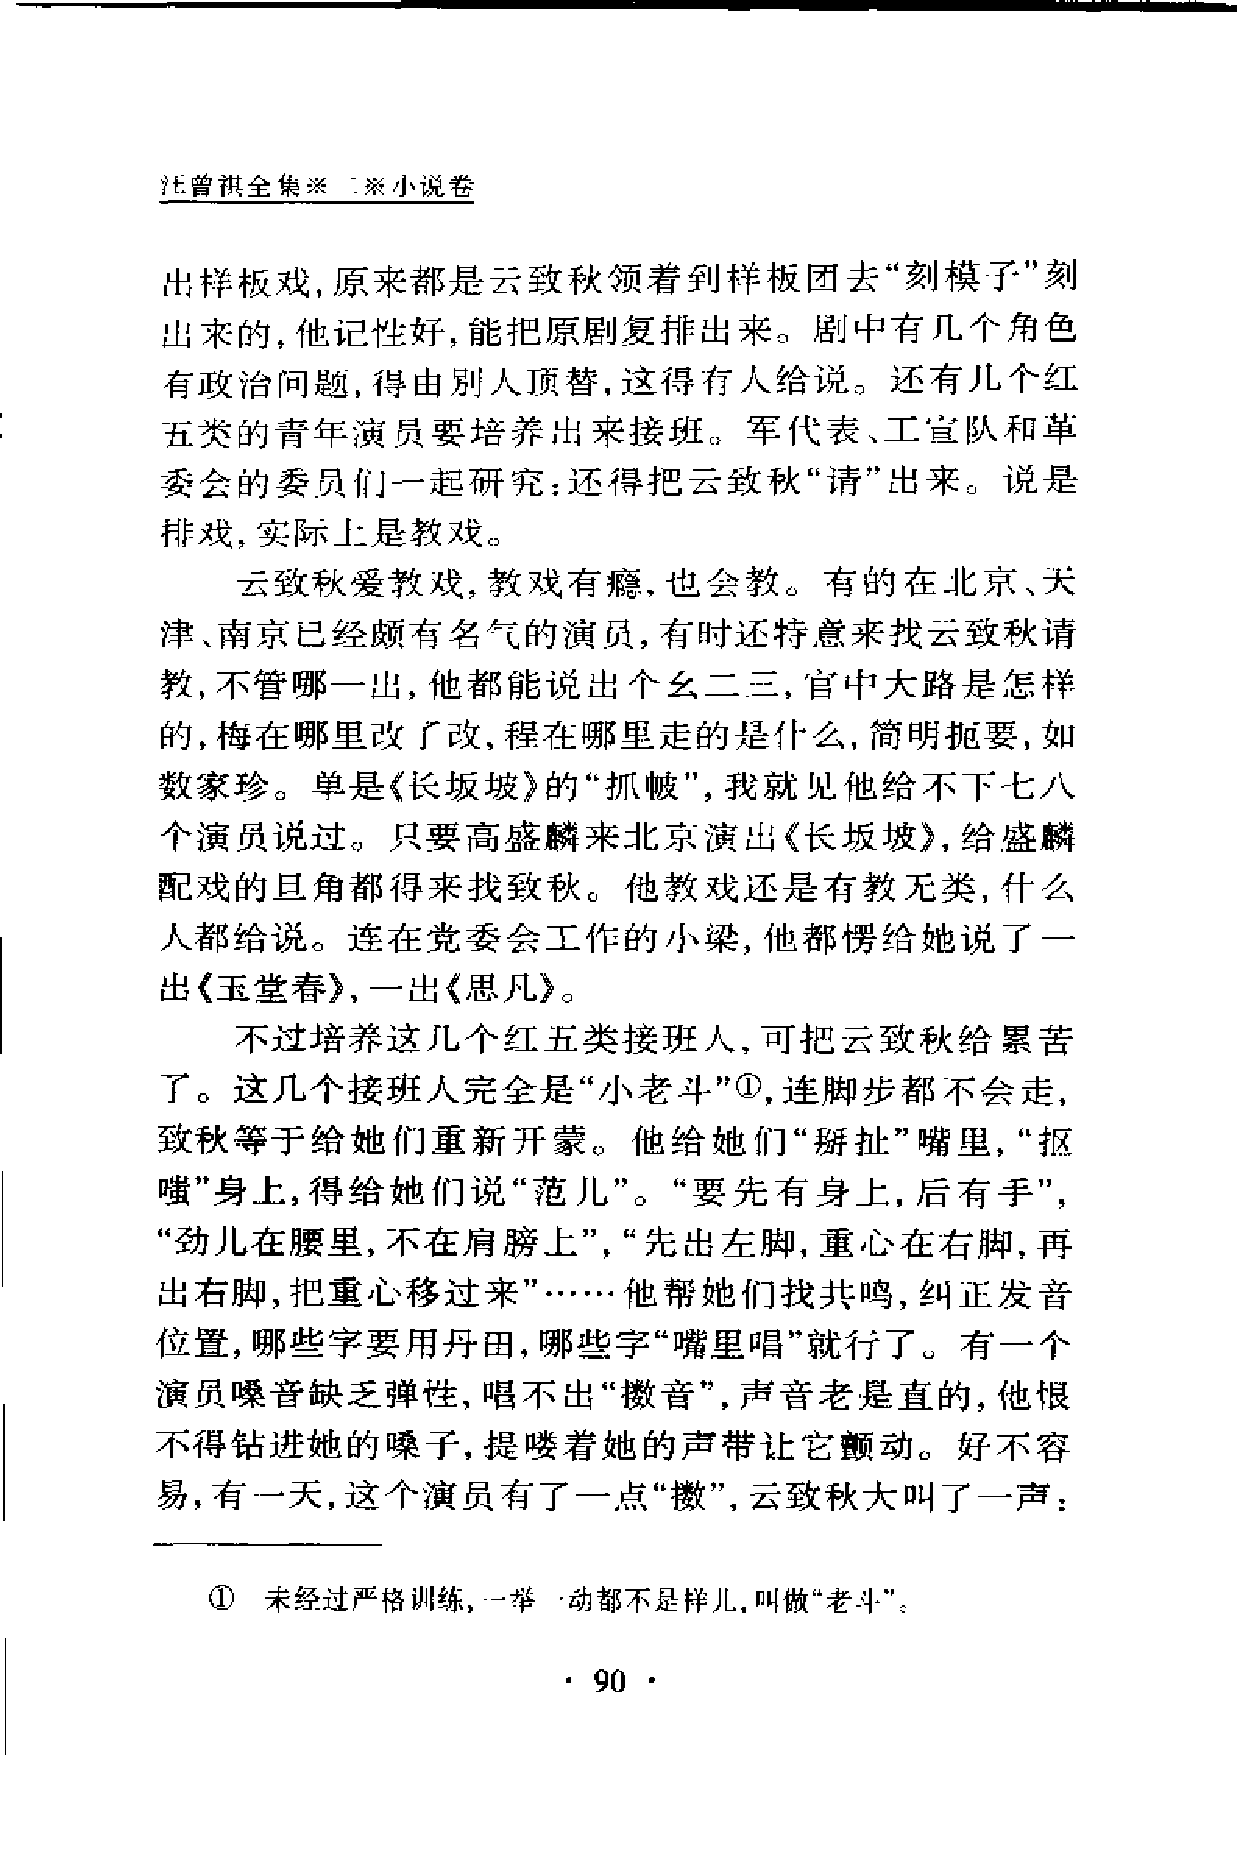 汪曾祺全集※二※小说卷
出样板戏,原来都是云致秋领着到样板团去“刻模子”刻
出来的,他记性好,能把原剧复排出来。剧中有几个角色
有政治问题,得由别人顶替,这得有人给说。还有几个红
五类的青年演员要培养出来接班。军代表、工宣队和革
委会的委员们一起研究:还得把云致秋“请”出来。说是
排戏,实际上是教戏。
云致秋爱教戏,教戏有瘾,也会教。有的在北京、天
津、南京已经颇有名气的演员,有时还特意来找云致秋请
教,不管哪一出,他都能说出个幺二三,官中大路是怎样
的,梅在哪里改了改,程在哪里走的是什么,简明扼要,如
数家珍。单是《长坂坡》的“抓帔”,我就见他给不下七八
个演员说过。只要高盛麟来北京演出《长坂坡》,给盛麟
配戏的旦角都得来找致秋。他教戏还是有教无类,什么
人都给说。连在党委会工作的小梁,他都愣给她说了一
出《玉堂春》,一出《思凡》。
不过培养这几个红五类接班人,可把云致秋给累苦
了。这几个接班人完全是“小老斗”①,连脚步都不会走,
致秋等于给她们重新开蒙。他给她们“掰扯”嘴里,“抠
嗤”身上,得给她们说“范儿”。“要先有身上,后有手”,
“劲儿在腰里,不在肩膀上”,“先出左脚,重心在右脚,再
出右脚,把重心移过来”……他帮她们找共鸣,纠正发音
位置,哪些字要用丹田,哪些字“嘴里唱”就行了。有一个
演员嗓音缺乏弹性,唱不出“擞音”,声音老是直的,他恨
不得钻进她的嗓子,提喽着她的声带让它颤动。好不容
易,有一天,这个演员有了一点“擞”,云致秋大叫了一声:
① 未经过严格训练,一举一动都不是样儿,叫做“老斗”。
· 90 ·